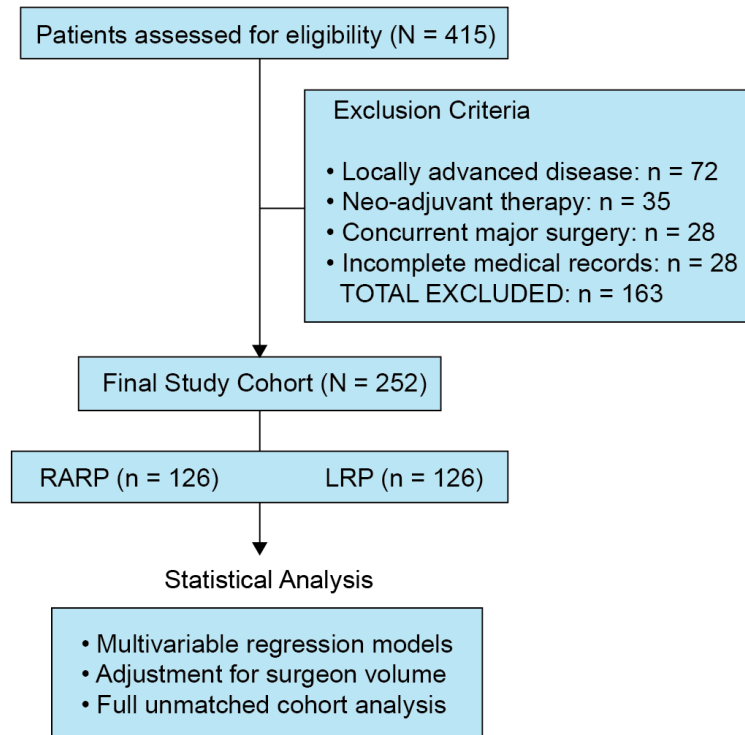 Patients assessed for eligibility (N = 415)
Exclusion Criteria
• Locally advanced disease: n = 72
• Neo-adjuvant therapy: n = 35
• Concurrent major surgery: n = 28
• Incomplete medical records: n = 28
TOTAL EXCLUDED: n = 163
Final Study Cohort (N = 252)
RARP (n = 126) LRP (n = 126)
Statistical Analysis
• Multivariable regression models
• Adjustment for surgeon volume
• Full unmatched cohort analysis